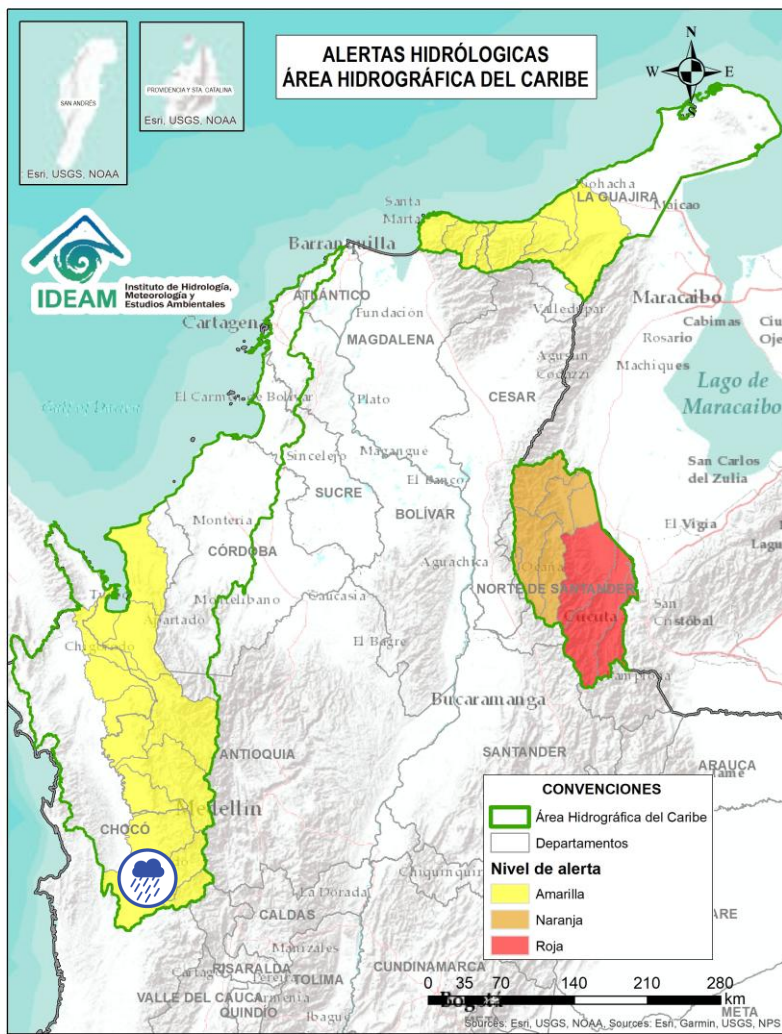 ALERTAS HIDRÓLOGICAS
ÁREA HIDROGRÁFICA DEL CARIBE
SAN ANDRÉS
Esri, USGS, NOAA
PROVIDENCIA Y STA. CATALINA
Esri, USGS, NOAA
N
W E
S
IDEAM
Instituto de Hidrología,
Meteorología y
Estudios Ambientales
Riohacha
LA GUAJIRA
Maicao
Santa
Marta
Barranquilla
ATLÁNTICO
Cartagena
Fundación
MAGDALENA
Valledupar
Maracaibo
Cabimas
Rosario
Machiques
Agustín
Codazzi
CESAR
Lago de
Maracaibo
El Carmen de Bolívar
Plato
Sincelejo
Magangue
SUCRE
El Banco
BOLÍVAR
San Carlos
del Zulia
El Vigia
Montería
CÓRDOBA
Aguachica
Ocaña
NORTE DE SANTANDER
Cúcuta
San
Cristóbal
Montelibano
Caucasia
Apartado
El Bagre
Bucaramanga
ANTIOQUIA
SANTANDER
ARAUCA
Medellín
CHOCÓ
La Dorada
CALDAS
Manizales
RISARALDA
TOLIMA
CUNDINAMARCA
VALLE DEL CAUCA
Armenia
QUINDÍO
Ibague
Bogotá
META
META
CONVENCIONES
Área Hidrográfica del Caribe
Departamentos
Nivel de alerta
Amarilla
Naranja
Roja
0 35 70 140 210 280
km
Sources: Esri, USGS, NOAA, Sources: Esri, Garmin, USGS, NPS